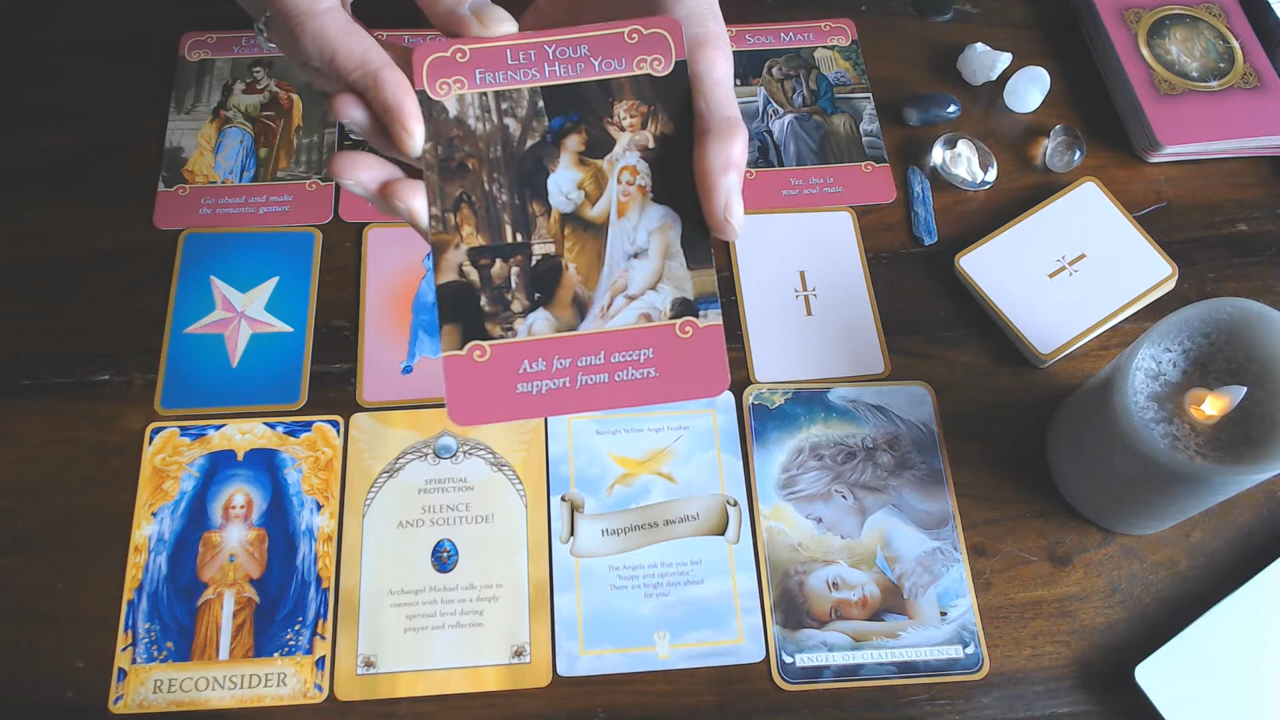 LET YOUR
FRIENDS HELP YOU
Ask for and accept
support from others.
YOUR
THIS
SOUL MATE
Go ahead and make
the romantic gesture.
Yes, this is
your soul mate.
RECONSIDER
SPIRITUAL
PROTECTION
SILENCE
AND SOLITUDE!
Archangel Michael calls you to
connect with him on a deeply
spiritual level during
prayer and reflection.
Sunlight Yellow Angel Feather
Happiness awaits!
The Angels ask that you feel
"happy and optimistic"
There are bright days ahead
for you!
ANGEL OF CLAIRAUDIENCE